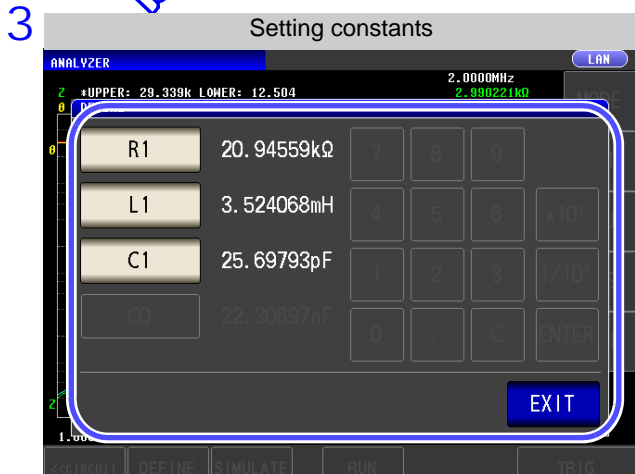 3
Setting constants
ANALYZER
LAN
2.0000MHz
Z *UPPER: 29.339k LOWER: 12.504 2.990221kΩ
θ
θ
R1 20.94559kΩ 7 8 9
L1 3.524068mH 4 5 6 x10³
C1 25.69793pF 1 2 3 1/10³
C0 22.30897nF 0 . C ENTER
EXIT
Z
<<CIRCUIT DEFINE SIMULATE RUN TRIG